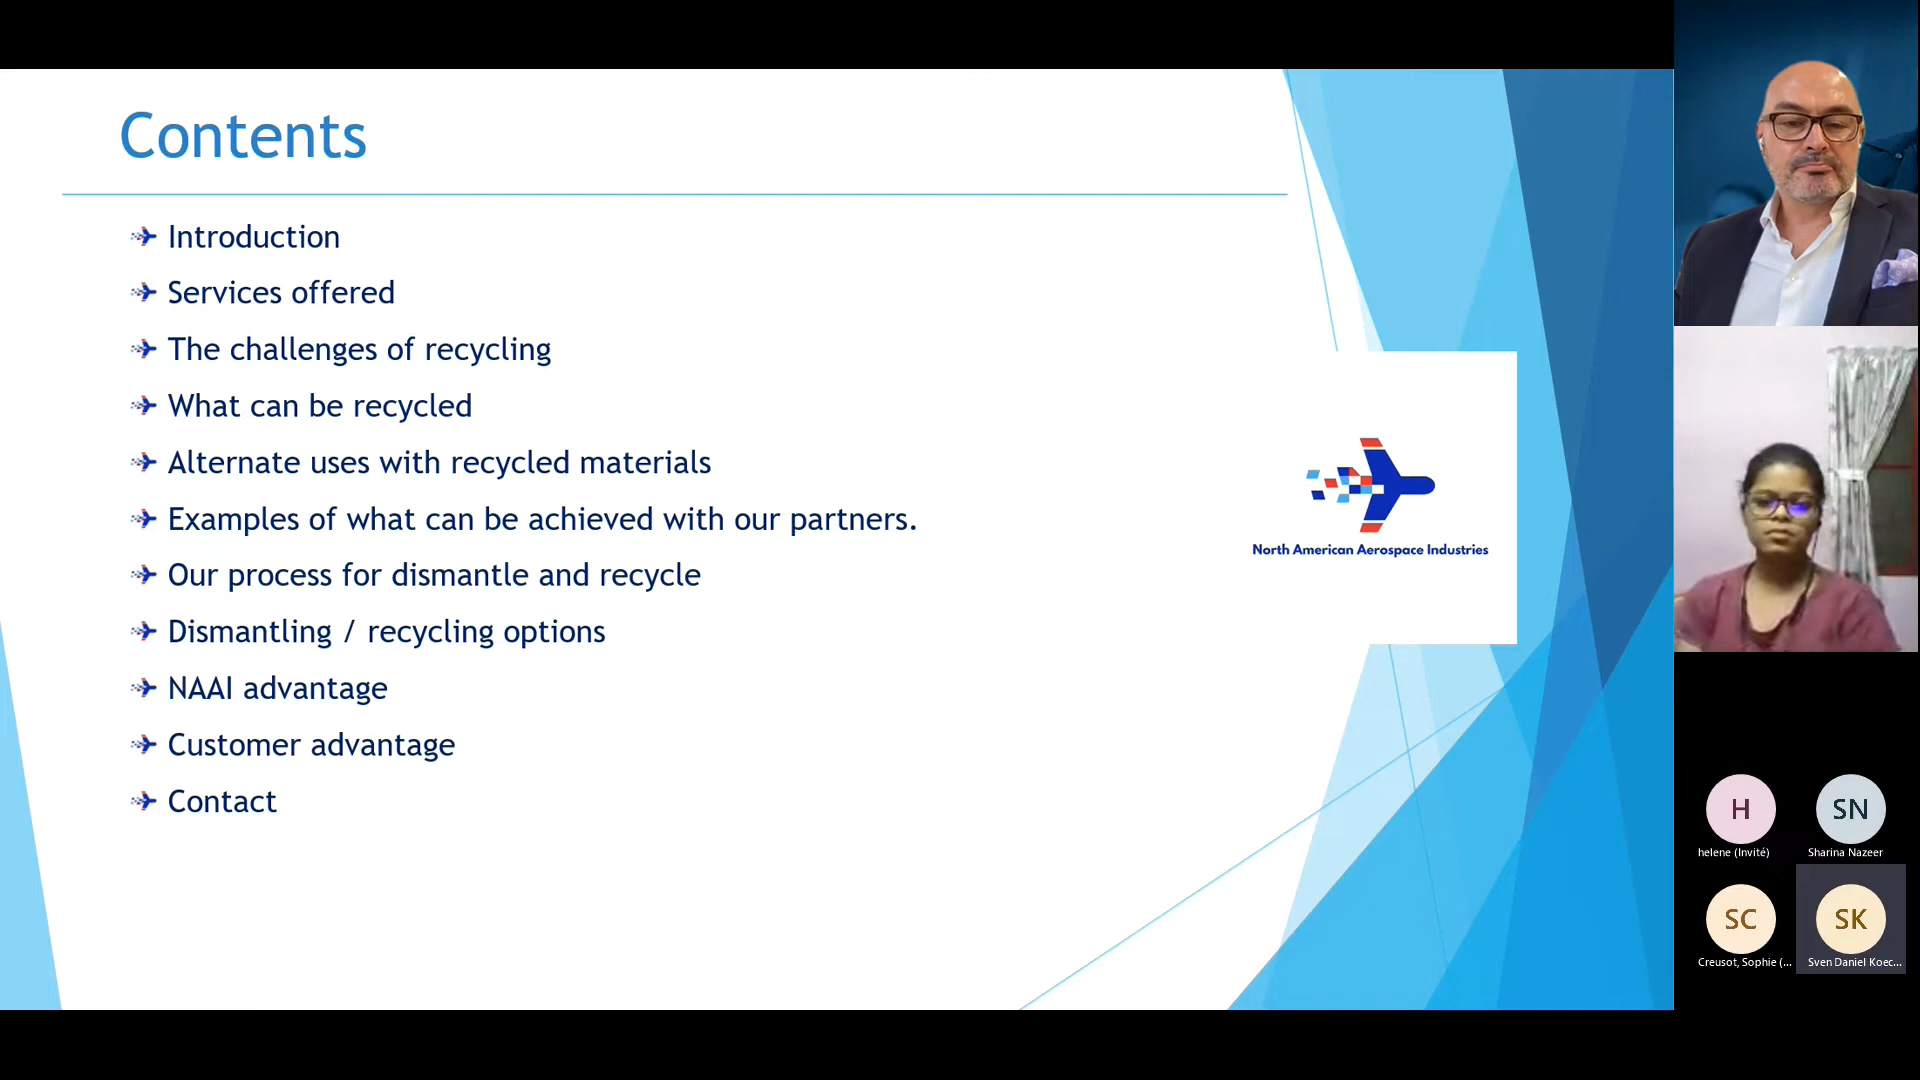 Contents
Introduction
Services offered
The challenges of recycling
What can be recycled
Alternate uses with recycled materials
Examples of what can be achieved with our partners.
Our process for dismantle and recycle
Dismantling / recycling options
NAAI advantage
Customer advantage
Contact
North American Aerospace Industries
H
helene (Invité)
SN
Sharina Nazeer
SC
Creusot, Sophie (...
SK
Sven Daniel Koec...